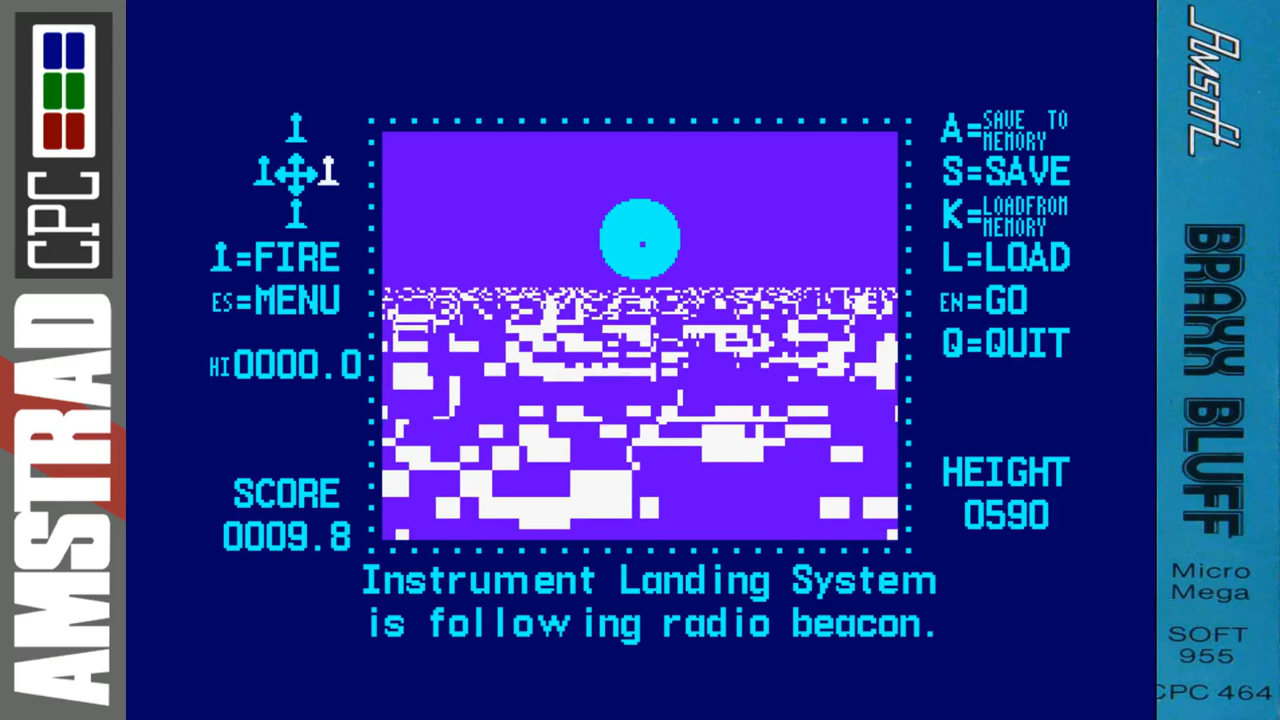 AMSTRAD CPC
1=FIRE
ES=MENU
HI0000.0
SCORE
0009.8
A=SAVE TO MEMORY
S=SAVE
K=LOADFROM MEMORY
L=LOAD
EN=GO
Q=QUIT
HEIGHT
0590
Instrument Landing System
is following radio beacon.
Amsoft
BRAXX BLUFF
Micro
Mega
SOFT
955
CPC 464